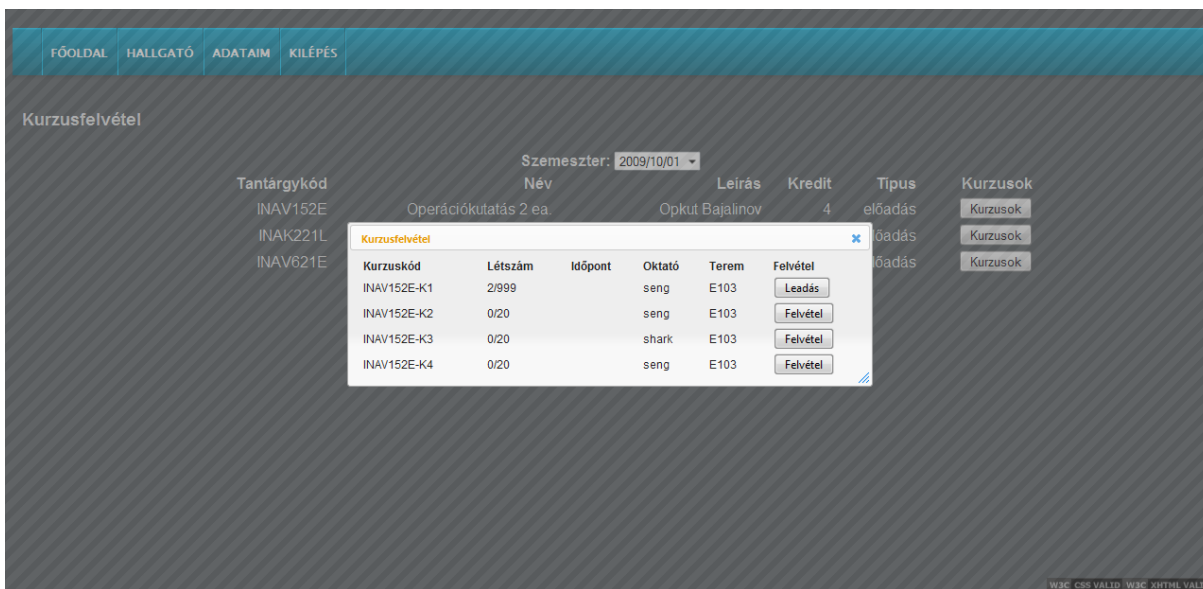 FŐOLDAL HALLGATÓ ADATAIM KILÉPÉS
Kurzusfelvétel
Szemeszter: 2009/10/01
Tantárgykód Név Leírás Kredit Típus Kurzusok
INAV152E Operációkutatás 2 ea. Opkut Bajalinov 4 előadás Kurzusok
INAK221L Kurzusok
INAV621E Kurzusok
Kurzusfelvétel
Kurzuskód Létszám Időpont Oktató Terem Felvétel
INAV152E-K1 2/999 seng E103 Leadás
INAV152E-K2 0/20 seng E103 Felvétel
INAV152E-K3 0/20 shark E103 Felvétel
INAV152E-K4 0/20 seng E103 Felvétel
W3C CSS VALID W3C XHTML VALI